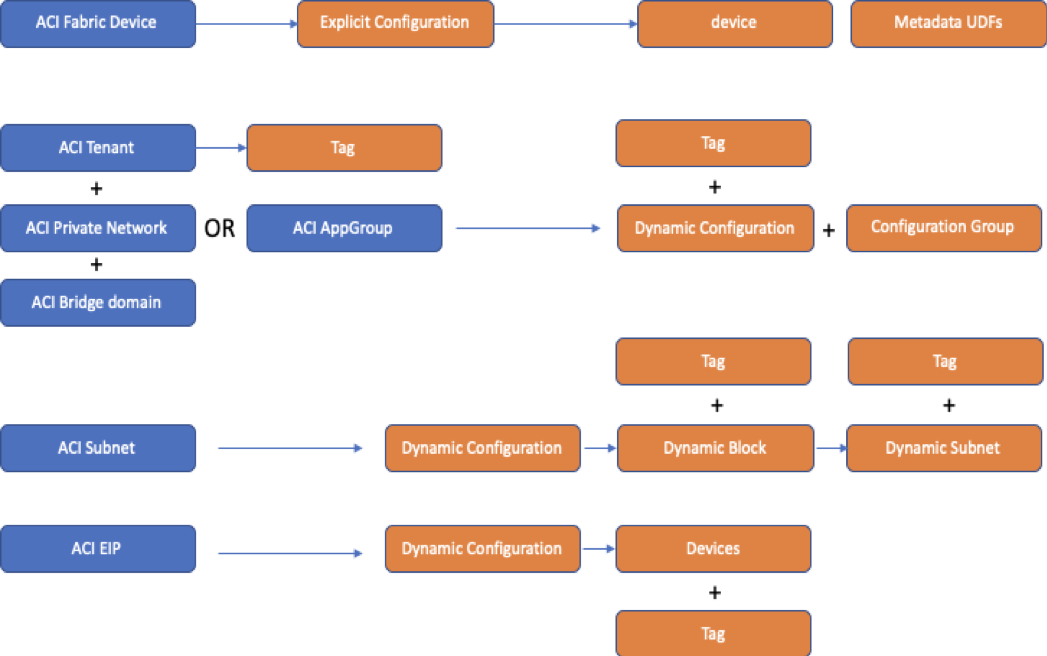 ACI Fabric Device
Explicit Configuration
device
Metadata UDFs
ACI Tenant
Tag
Tag
+
+
ACI Private Network
OR
ACI AppGroup
Dynamic Configuration
+
Configuration Group
+
ACI Bridge domain
Tag
Tag
+
+
ACI Subnet
Dynamic Configuration
Dynamic Block
Dynamic Subnet
ACI EIP
Dynamic Configuration
Devices
+
Tag